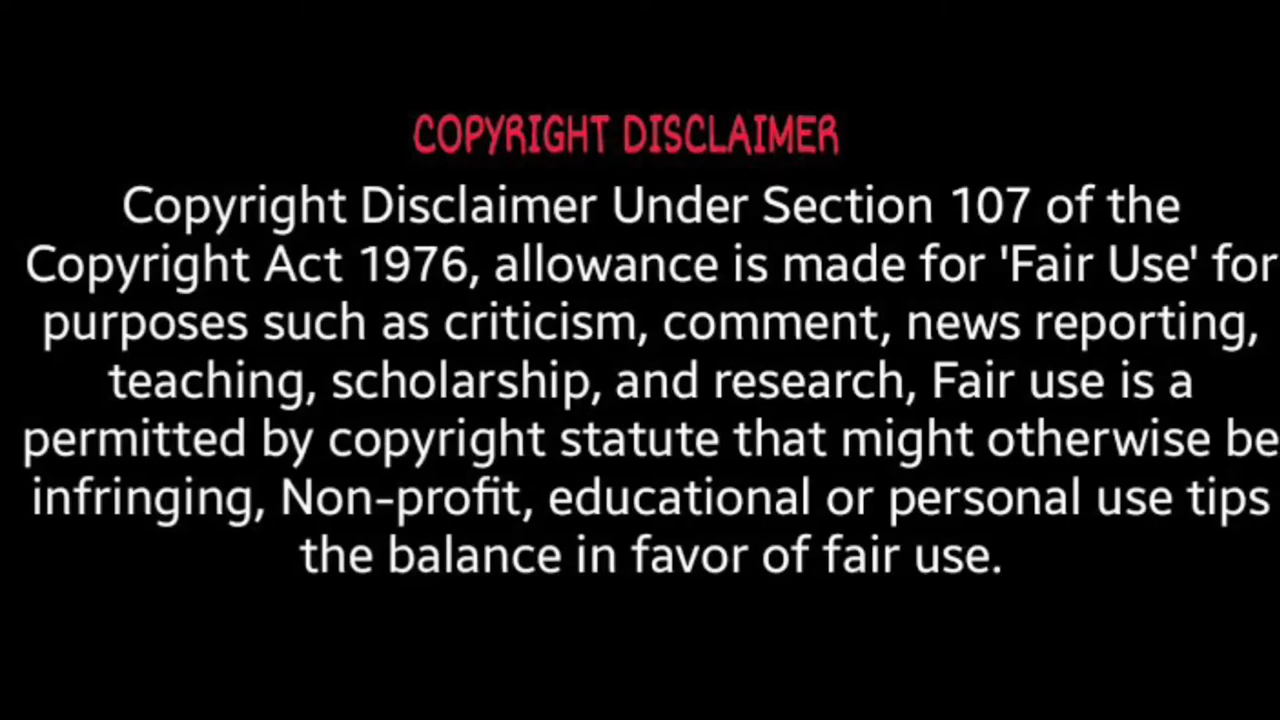 COPYRIGHT DISCLAIMER
Copyright Disclaimer Under Section 107 of the
Copyright Act 1976, allowance is made for 'Fair Use' for
purposes such as criticism, comment, news reporting,
teaching, scholarship, and research, Fair use is a
permitted by copyright statute that might otherwise be
infringing, Non-profit, educational or personal use tips
the balance in favor of fair use.